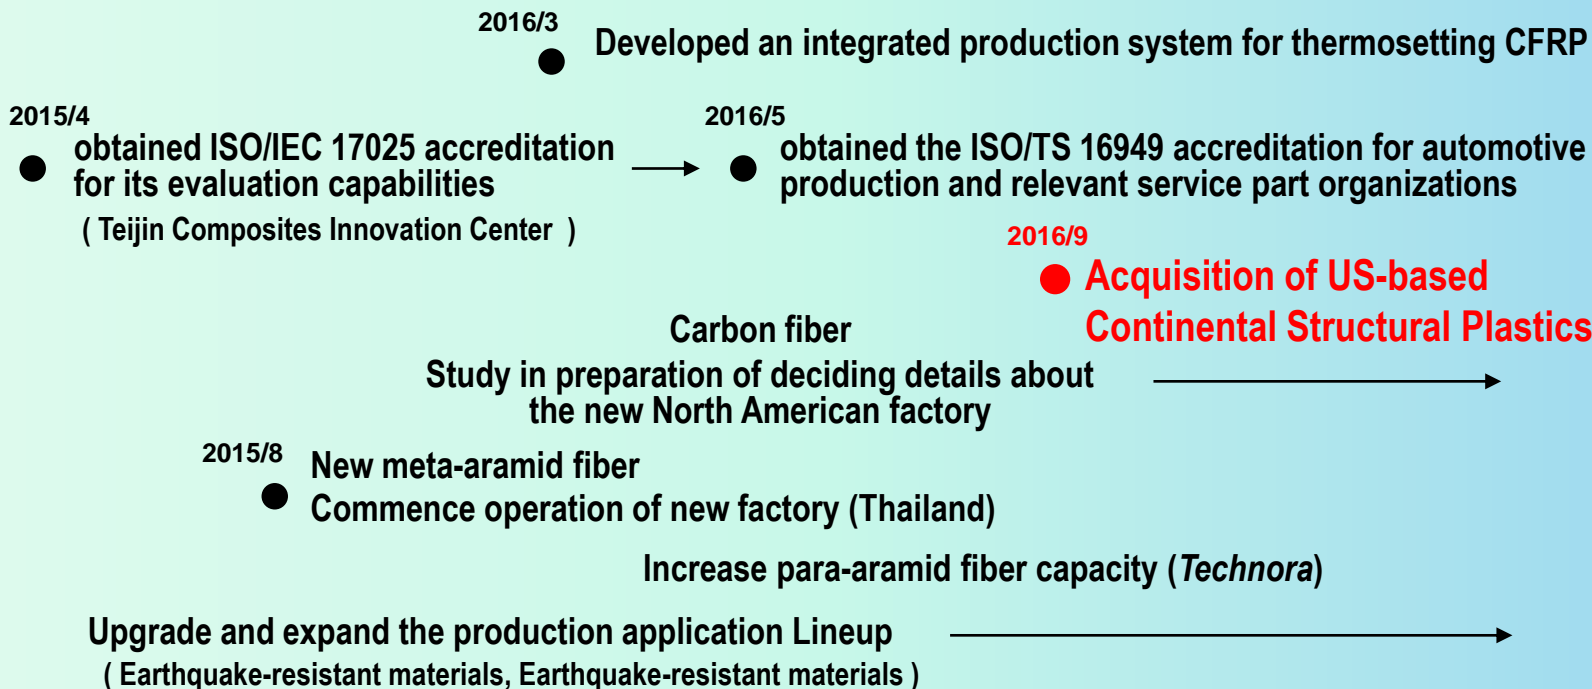 2016/3
Developed an integrated production system for thermosetting CFRP
2015/4
obtained ISO/IEC 17025 accreditation
for its evaluation capabilities
( Teijin Composites Innovation Center )
2016/5
obtained the ISO/TS 16949 accreditation for automotive
production and relevant service part organizations
2016/9
Acquisition of US-based
Continental Structural Plastics
Carbon fiber
Study in preparation of deciding details about
the new North American factory
2015/8
New meta-aramid fiber
Commence operation of new factory (Thailand)
Increase para-aramid fiber capacity (Technora)
Upgrade and expand the production application Lineup
( Earthquake-resistant materials, Earthquake-resistant materials )